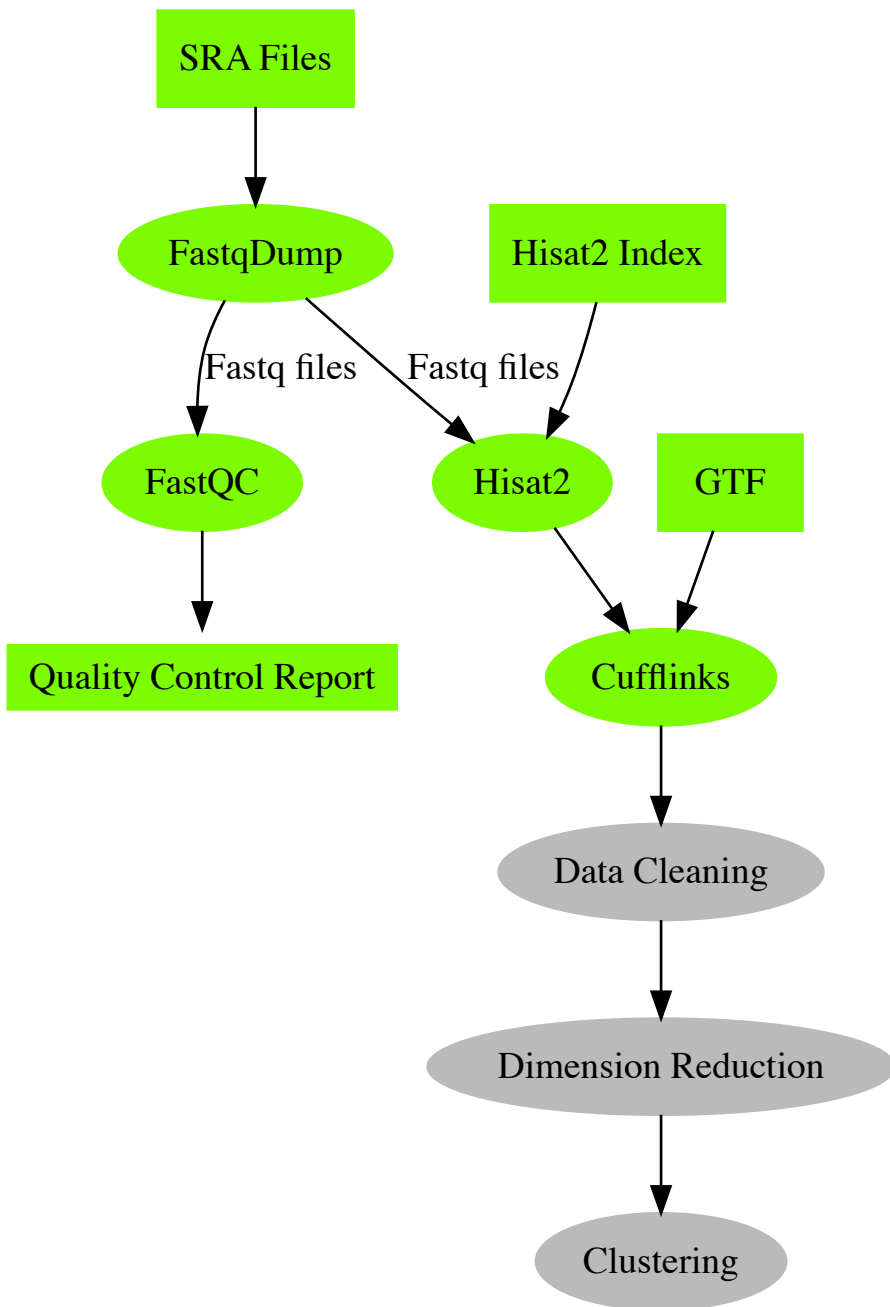 SRA Files
FastqDump
Hisat2 Index
Fastq files
Fastq files
FastQC
Hisat2
GTF
Quality Control Report
Cufflinks
Data Cleaning
Dimension Reduction
Clustering